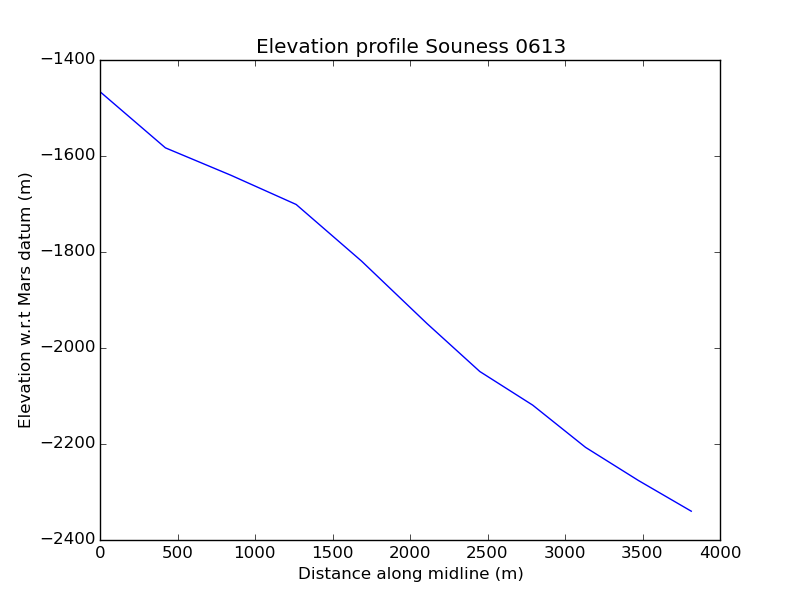 Elevation profile Souness 0613
−1400
−1600
−1800
−2000
−2200
−2400
Elevation w.r.t Mars datum (m)
0 500 1000 1500 2000 2500 3000 3500 4000
Distance along midline (m)